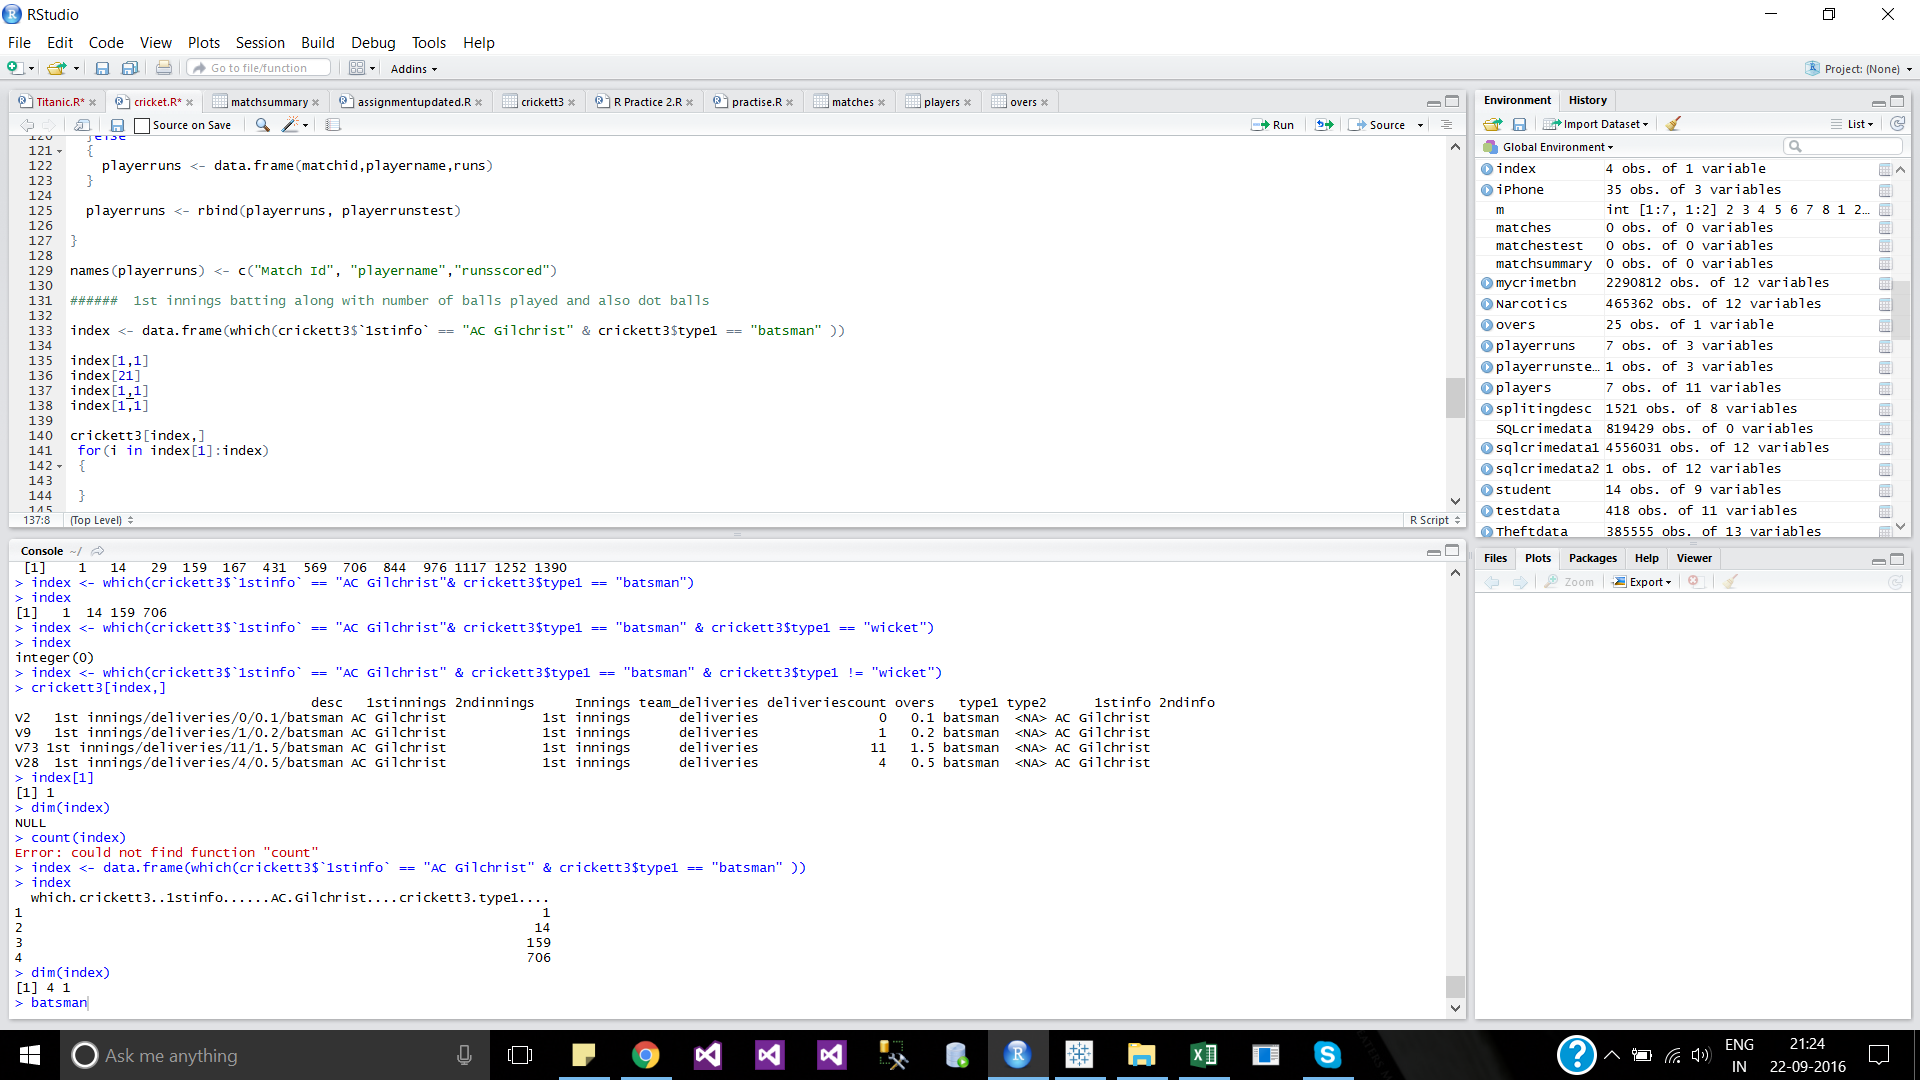 RStudio
File Edit Code View Plots Session Build Debug Tools Help
Go to file/function Addins Project: (None)
Titanic.R* cricket.R* matchsummary assignmentupdated.R crickett3 R Practice 2.R practise.R matches players overs
Source on Save Run Source
120 }else
121 {
122 playerruns <- data.frame(matchid,playername,runs)
123 }
124
125 playerruns <- rbind(playerruns, playerrunstest)
126
127 }
128
129 names(playerruns) <- c("Match Id", "playername","runsscored")
130
131 ###### 1st innings batting along with number of balls played and also dot balls
132
133 index <- data.frame(which(crickett3$`1stinfo` == "AC Gilchrist" & crickett3$type1 == "batsman" ))
134
135 index[1,1]
136 index[21]
137 index[1,1]
138 index[1,1]
139
140 crickett3[index,]
141 for(i in index[1]:index)
142 {
143
144 }
145
137:8 (Top Level) R Script
Console ~/
[1] 1 14 29 159 167 431 569 706 844 976 1117 1252 1390
> index <- which(crickett3$`1stinfo` == "AC Gilchrist"& crickett3$type1 == "batsman")
> index
[1] 1 14 159 706
> index <- which(crickett3$`1stinfo` == "AC Gilchrist"& crickett3$type1 == "batsman" & crickett3$type1 == "wicket")
> index
integer(0)
> index <- which(crickett3$`1stinfo` == "AC Gilchrist" & crickett3$type1 == "batsman" & crickett3$type1 != "wicket")
> crickett3[index,]
desc 1stinnings 2ndinnings Innings team_deliveries deliveriescount overs type1 type2 1stinfo 2ndinfo
V2 1st innings/deliveries/0/0.1/batsman AC Gilchrist 1st innings deliveries 0 0.1 batsman <NA> AC Gilchrist
V9 1st innings/deliveries/1/0.2/batsman AC Gilchrist 1st innings deliveries 1 0.2 batsman <NA> AC Gilchrist
V73 1st innings/deliveries/11/1.5/batsman AC Gilchrist 1st innings deliveries 11 1.5 batsman <NA> AC Gilchrist
V28 1st innings/deliveries/4/0.5/batsman AC Gilchrist 1st innings deliveries 4 0.5 batsman <NA> AC Gilchrist
> index[1]
[1] 1
> dim(index)
NULL
> count(index)
Error: could not find function "count"
> index <- data.frame(which(crickett3$`1stinfo` == "AC Gilchrist" & crickett3$type1 == "batsman" ))
> index
which.crickett3..1stinfo......AC.Gilchrist....crickett3.type1....
1 1
2 14
3 159
4 706
> dim(index)
[1] 4 1
> batsman
Environment History
Import Dataset List
Global Environment
index 4 obs. of 1 variable
iPhone 35 obs. of 3 variables
m int [1:7, 1:2] 2 3 4 5 6 7 8 1 2…
matches 0 obs. of 0 variables
matchestest 0 obs. of 0 variables
matchsummary 0 obs. of 0 variables
mycrimetbn 2290812 obs. of 12 variables
Narcotics 465362 obs. of 12 variables
overs 25 obs. of 1 variable
playerruns 7 obs. of 3 variables
playerrunste… 1 obs. of 3 variables
players 7 obs. of 11 variables
splitingdesc 1521 obs. of 8 variables
SQLcrimedata 819429 obs. of 0 variables
sqlcrimedata1 4556031 obs. of 12 variables
sqlcrimedata2 1 obs. of 12 variables
student 14 obs. of 9 variables
testdata 418 obs. of 11 variables
Theftdata 385555 obs. of 13 variables
Files Plots Packages Help Viewer
Zoom Export
Ask me anything
ENG 21:24
IN 22-09-2016